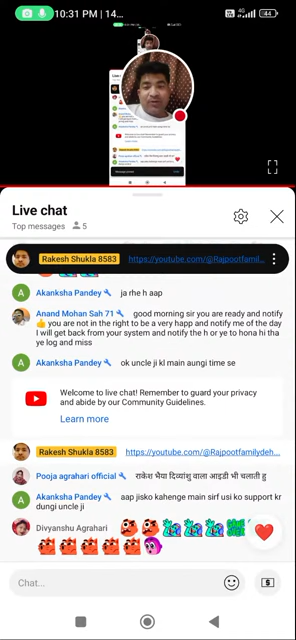 10:31 PM | 14...
4G
44
Live chat
Top messages 5
Rakesh Shukla 8583 https://youtube.com/@Rajpootfamil...
Akanksha Pandey ja rhe h aap
Anand Mohan Sah 71 good morning sir you are ready and notify
👍 you are not in the right to be a very happ and notify me of the day
I will get back from your system and notify the h or ye to hona hi tha
ye log and miss
Akanksha Pandey ok uncle ji kl main aungi time se
Welcome to live chat! Remember to guard your privacy
and abide by our Community Guidelines.
Learn more
Rakesh Shukla 8583 https://youtube.com/@Rajpootfamilydeh...
Pooja agrahari official राकेश भैया दिव्यांशु वाला आइडी भी चलाती हु
Akanksha Pandey aap jisko kahenge main sirf usi ko support kr
dungi uncle ji
Divyanshu Agrahari
Chat...